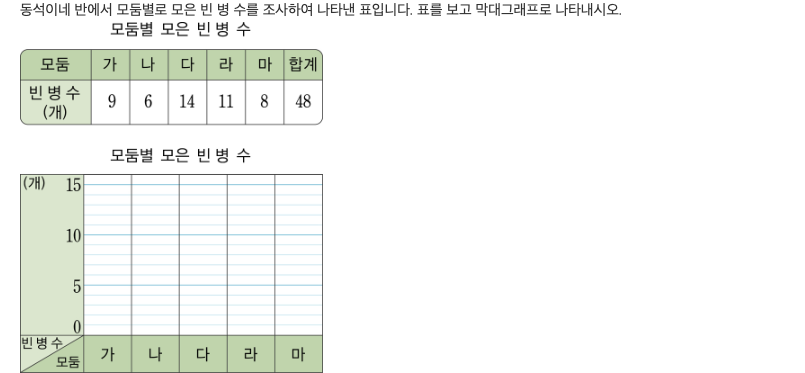 동석이네 반에서 모둠별로 모은 빈 병 수를 조사하여 나타낸 표입니다. 표를 보고 막대그래프로 나타내시오.
모둠별 모은 빈 병 수
모둠 가 나 다 라 마 합계
빈 병 수 (개) 9 6 14 11 8 48
모둠별 모은 빈 병 수
(개) 15
10
5
0
빈 병 수
모둠 가 나 다 라 마